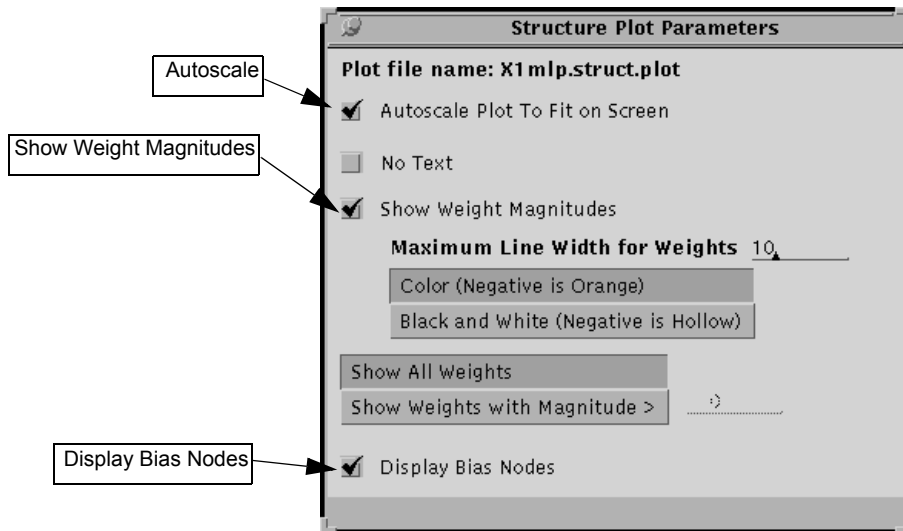 Structure Plot Parameters
Plot file name: X1mlp.struct.plot
Autoscale
Autoscale Plot To Fit on Screen
Show Weight Magnitudes
No Text
Show Weight Magnitudes
Maximum Line Width for Weights 10
Color (Negative is Orange)
Black and White (Negative is Hollow)
Show All Weights
Show Weights with Magnitude >
Display Bias Nodes
Display Bias Nodes